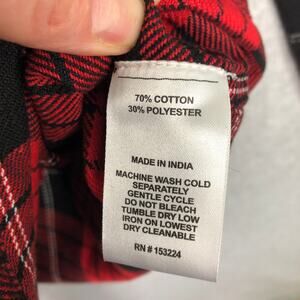 70% COTTON
30% POLYESTER
MADE IN INDIA
MACHINE WASH COLD
SEPARATELY
GENTLE CYCLE
DO NOT BLEACH
TUMBLE DRY LOW
IRON ON LOWEST
DRY CLEANABLE
RN # 153224